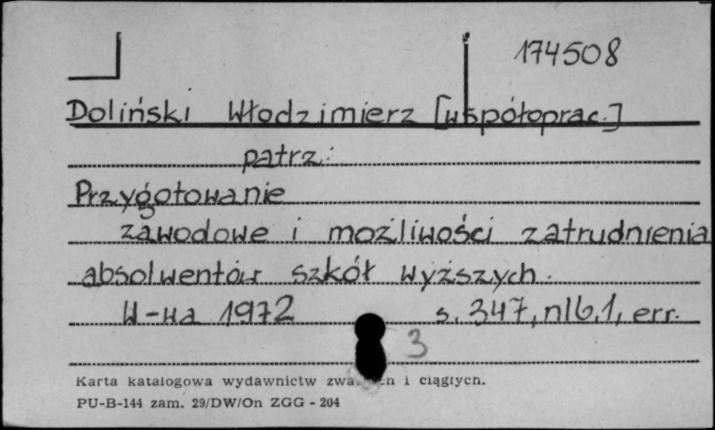 174508
Doliński Włodzimierz [współoprac.]
patrz:
Przygotowanie
zawodowe i możliwości zatrudnienia
absolwentów szkół wyższych.
W-wa 1972 s. 347, nlb. 1, err.
3
Karta katalogowa wydawnictw i ciągłych.
PU-B-144 zam. 29/DW/On ZGG - 204